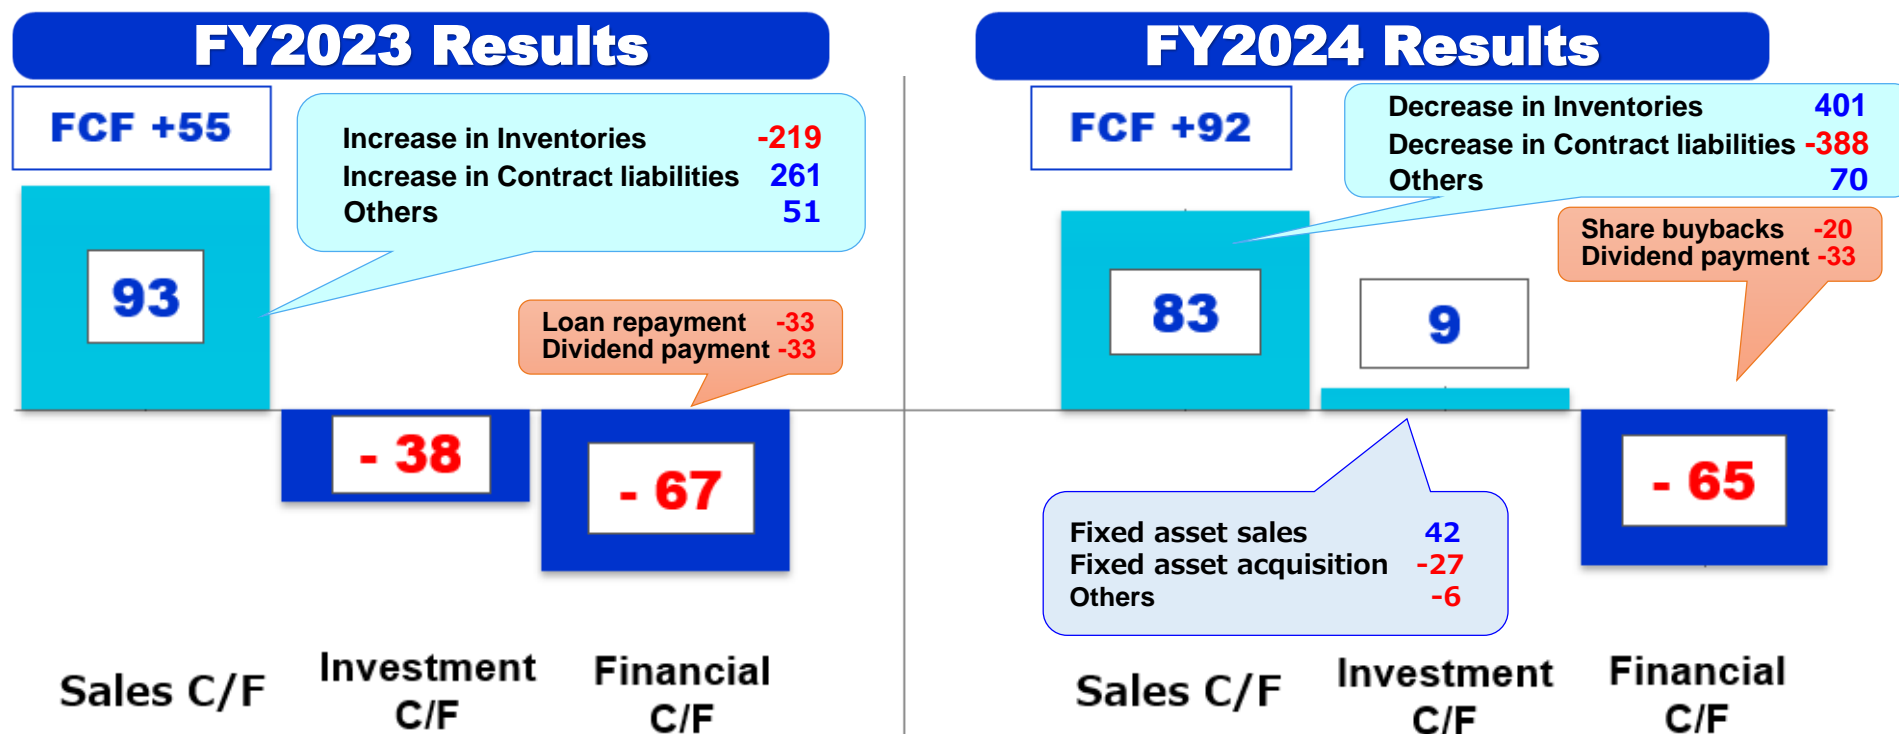 FY2023 Results
FCF +55
Increase in Inventories -219
Increase in Contract liabilities 261
Others 51
93
Loan repayment -33
Dividend payment -33
- 38
- 67
Sales C/F
Investment
C/F
Financial
C/F
FY2024 Results
FCF +92
Decrease in Inventories 401
Decrease in Contract liabilities -388
Others 70
Share buybacks -20
Dividend payment -33
83
9
- 65
Fixed asset sales 42
Fixed asset acquisition -27
Others -6
Sales C/F
Investment
C/F
Financial
C/F